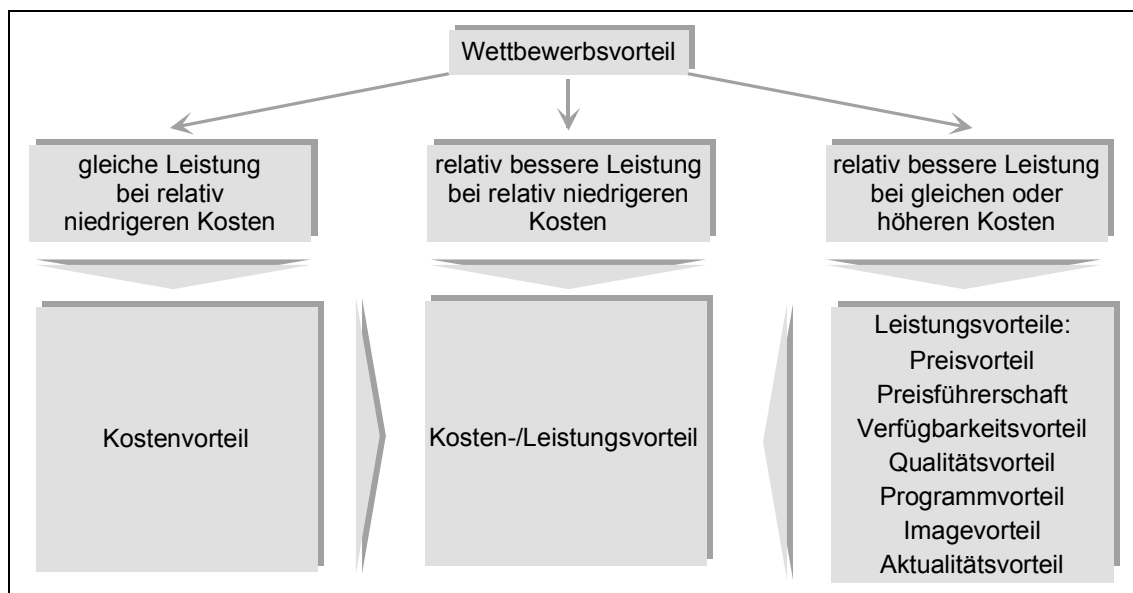 Wettbewerbsvorteil
gleiche Leistung
bei relativ
niedrigeren Kosten
relativ bessere Leistung
bei relativ niedrigeren
Kosten
relativ bessere Leistung
bei gleichen oder
höheren Kosten
Kostenvorteil
Kosten-/Leistungsvorteil
Leistungsvorteile:
Preisvorteil
Preisführerschaft
Verfügbarkeitsvorteil
Qualitätsvorteil
Programmvorteil
Imagevorteil
Aktualitätsvorteil